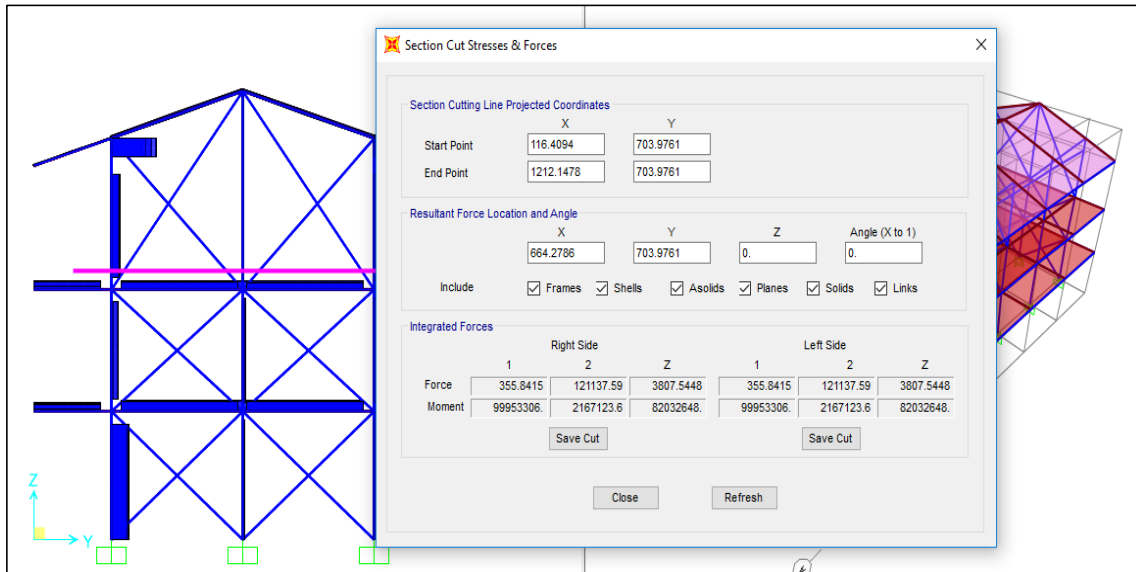 Section Cut Stresses & Forces
Section Cutting Line Projected Coordinates
X Y
Start Point 116.4094 703.9761
End Point 1212.1478 703.9761
Resultant Force Location and Angle
X Y Z Angle (X to 1)
664.2786 703.9761 0. 0.
Include Frames Shells Asolids Planes Solids Links
Integrated Forces
Right Side Left Side
1 2 Z 1 2 Z
Force 355.8415 121137.59 3807.5448 355.8415 121137.59 3807.5448
Moment 99953306. 2167123.6 82032648. 99953306. 2167123.6 82032648.
Save Cut Save Cut
Close Refresh
Z
Y